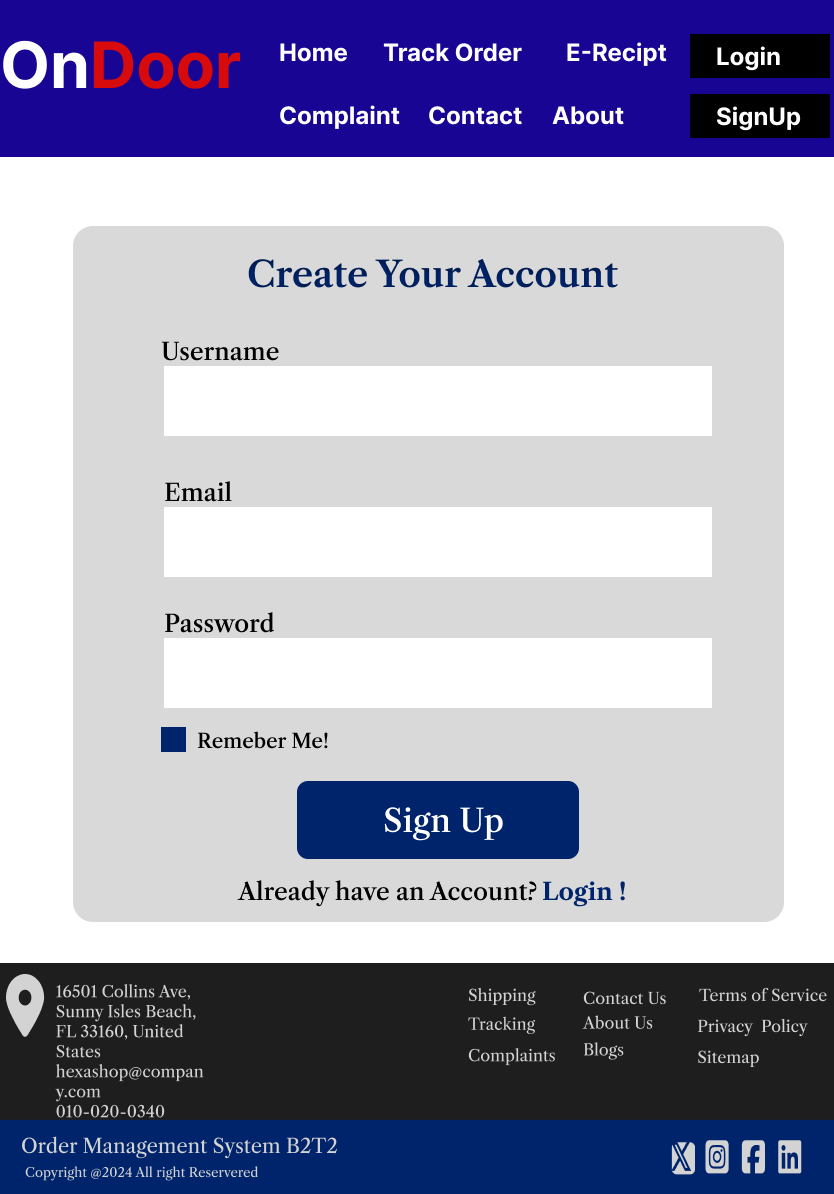 OnDoor
Home Track Order E-Recipt Login
Complaint Contact About SignUp
Create Your Account
Username
Email
Password
Remeber Me!
Sign Up
Already have an Account? Login !
16501 Collins Ave,
Sunny Isles Beach,
FL 33160, United
States
hexashop@compan
y.com
010-020-0340
Shipping
Tracking
Complaints
Contact Us
About Us
Blogs
Terms of Service
Privacy Policy
Sitemap
Order Management System B2T2
Copyright @2024 All right Reservered